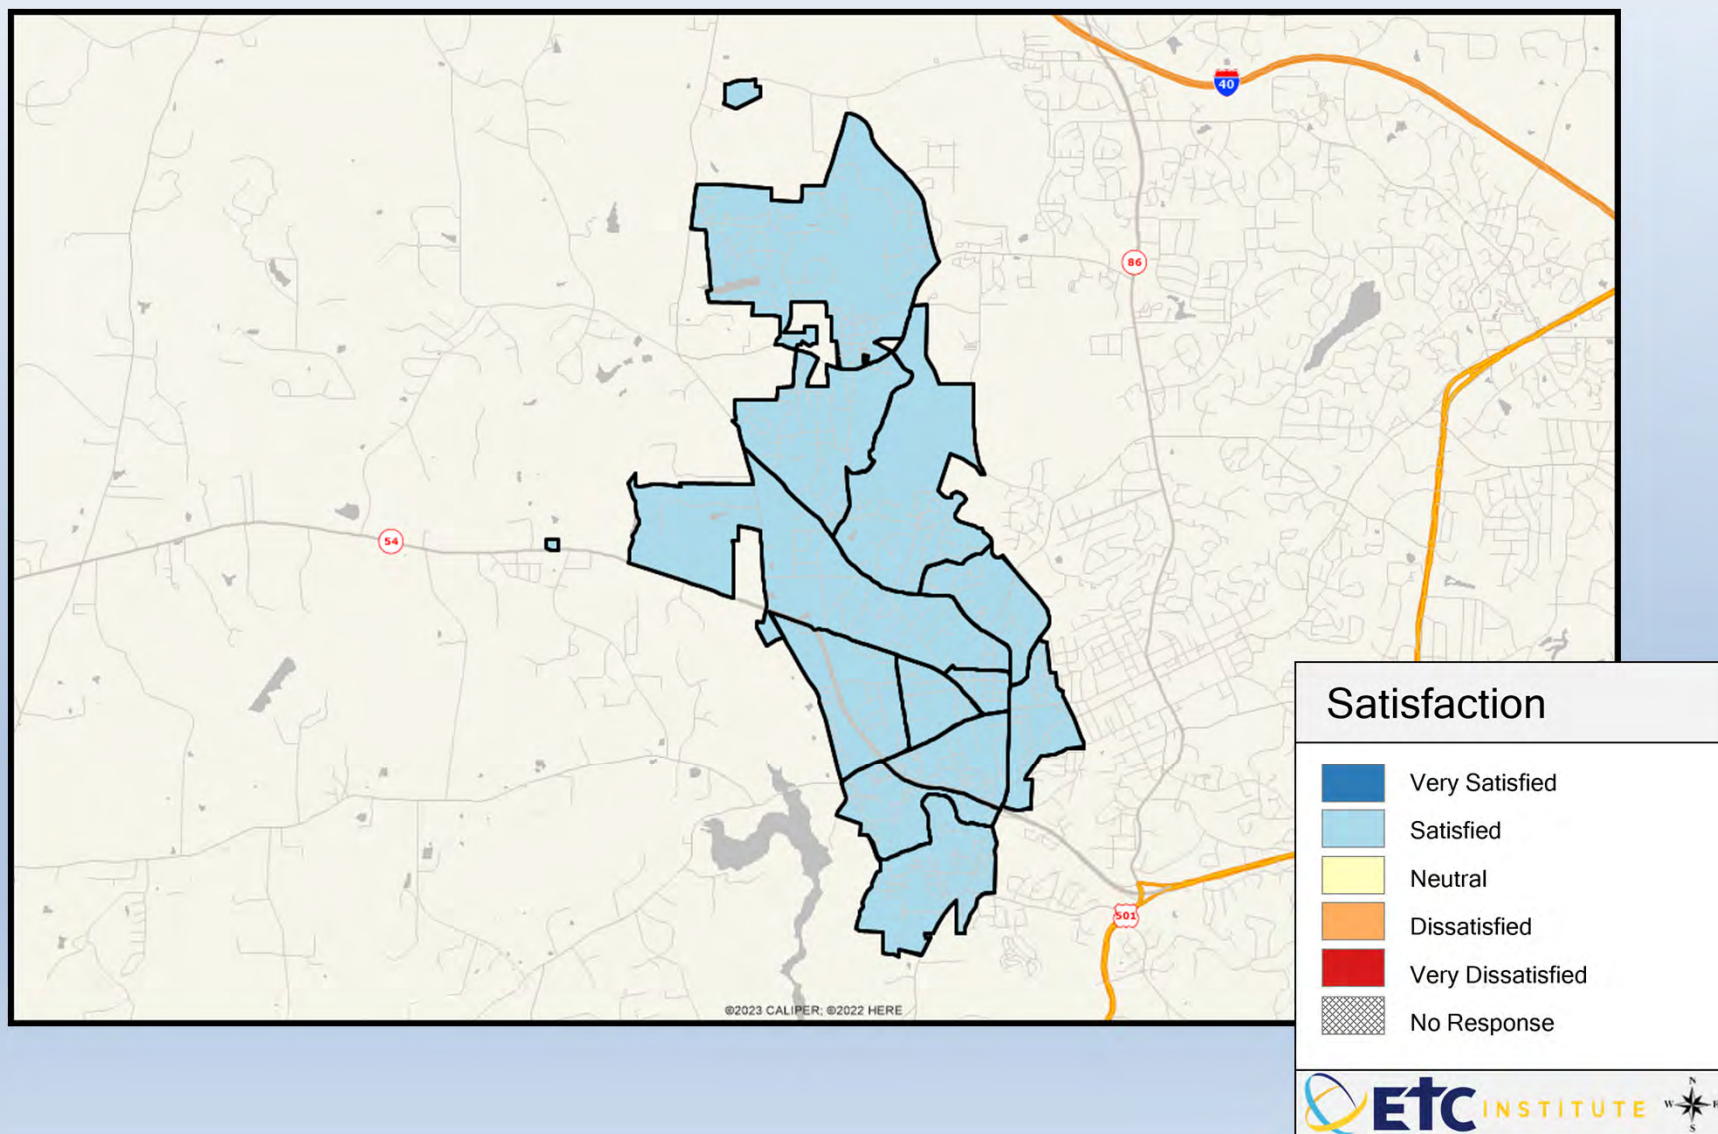 40
86
54
501
©2023 CALIPER; ©2022 HERE
Satisfaction
Very Satisfied
Satisfied
Neutral
Dissatisfied
Very Dissatisfied
No Response
ETC INSTITUTE
N
W E
S